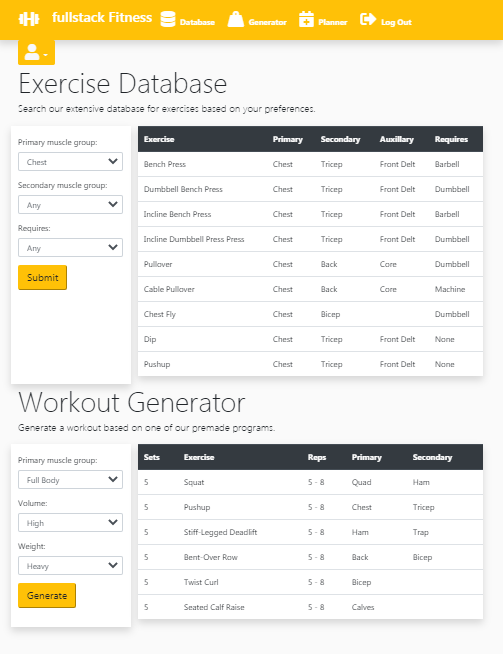 fullstack Fitness Database Generator Planner Log Out
Exercise Database
Search our extensive database for exercises based on your preferences.
Primary muscle group:
Chest
Secondary muscle group:
Any
Requires:
Any
Submit
Exercise Primary Secondary Auxillary Requires
Bench Press Chest Tricep Front Delt Barbell
Dumbbell Bench Press Chest Tricep Front Delt Dumbbell
Incline Bench Press Chest Tricep Front Delt Barbell
Incline Dumbbell Press Press Chest Tricep Front Delt Dumbbell
Pullover Chest Back Core Dumbbell
Cable Pullover Chest Back Core Machine
Chest Fly Chest Bicep Dumbbell
Dip Chest Tricep Front Delt None
Pushup Chest Tricep Front Delt None
Workout Generator
Generate a workout based on one of our premade programs.
Primary muscle group:
Full Body
Volume:
High
Weight:
Heavy
Generate
Sets Exercise Reps Primary Secondary
5 Squat 5 - 8 Quad Ham
5 Pushup 5 - 8 Chest Tricep
5 Stiff-Legged Deadlift 5 - 8 Ham Trap
5 Bent-Over Row 5 - 8 Back Bicep
5 Twist Curl 5 - 8 Bicep
5 Seated Calf Raise 5 - 8 Calves